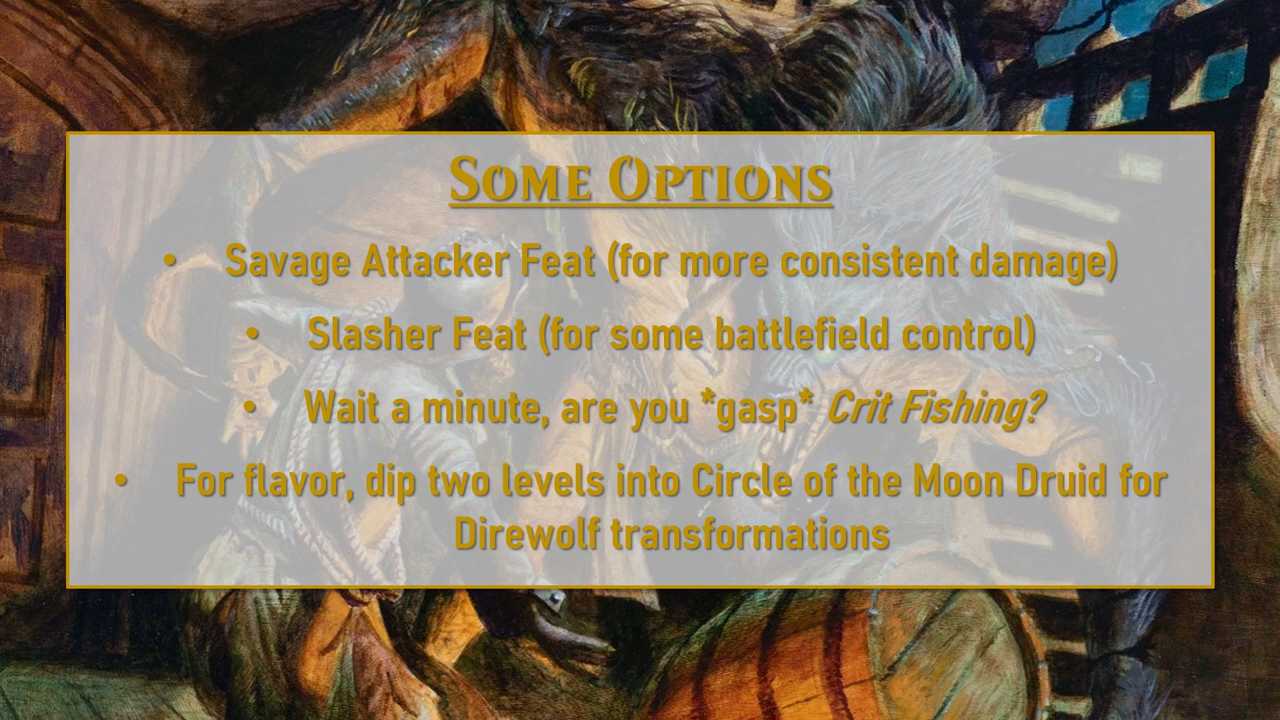 Some Options
• Savage Attacker Feat (for more consistent damage)
• Slasher Feat (for some battlefield control)
• Wait a minute, are you *gasp* Crit Fishing?
• For flavor, dip two levels into Circle of the Moon Druid for
Direwolf transformations